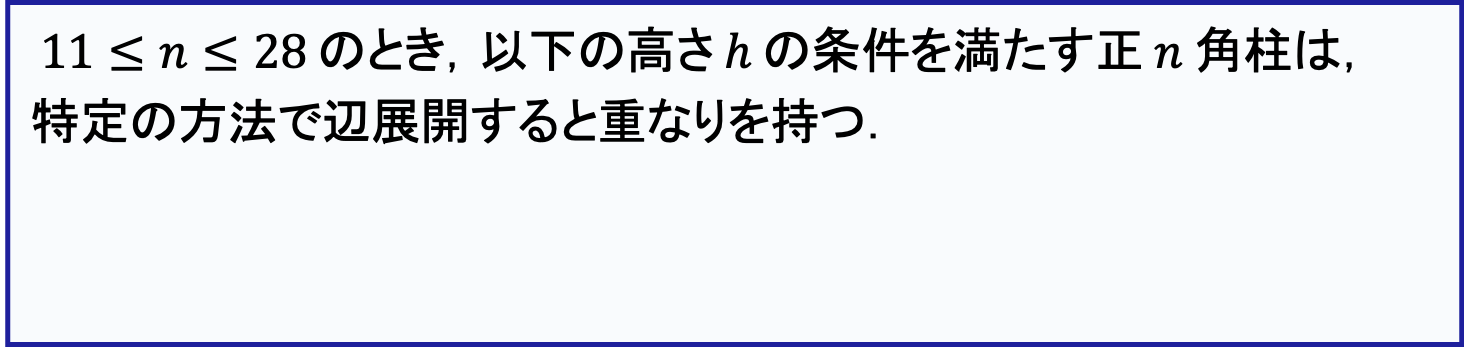 11 ≤ n ≤ 28 のとき, 以下の高さ h の条件を満たす正 n 角柱は,
特定の方法で辺展開すると重なりを持つ.